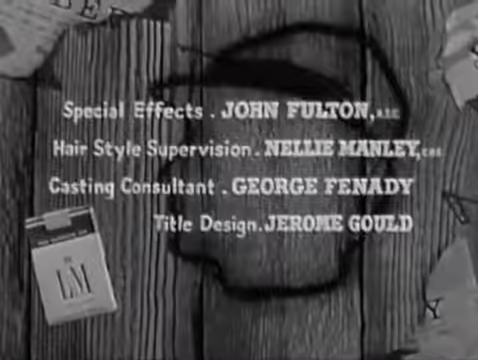 Special Effects . JOHN FULTON, A.S.C.
Hair Style Supervision . NELLIE MANLEY, C.H.S.
Casting Consultant . GEORGE FENADY
Title Design . JEROME GOULD
L&M
Y